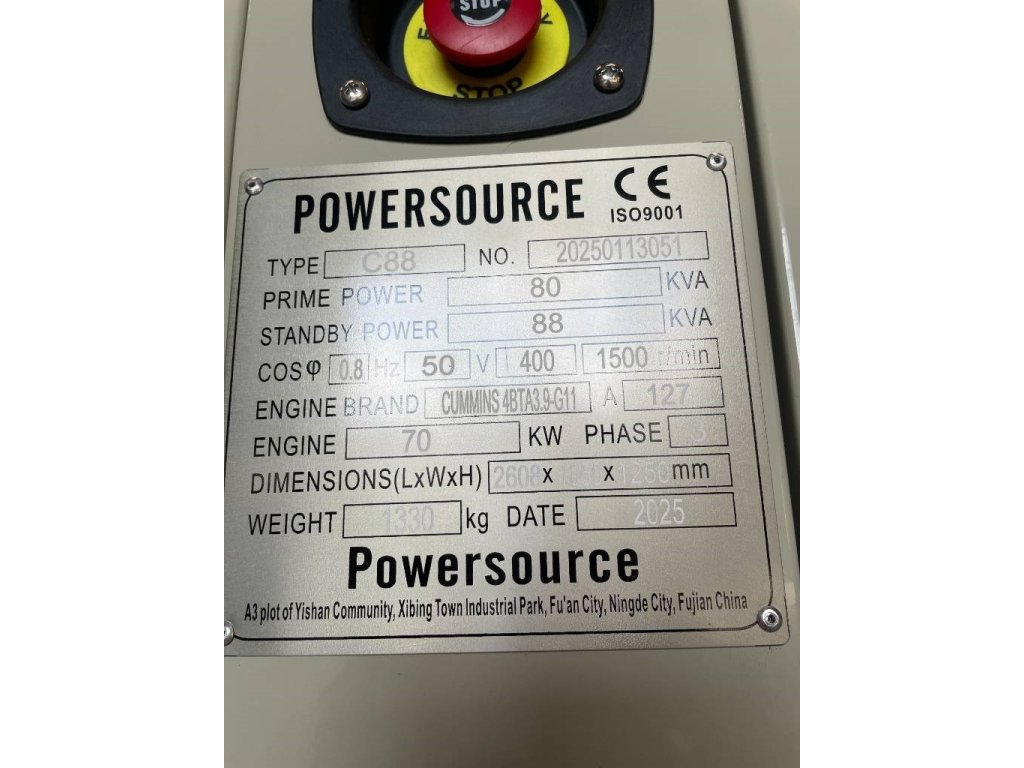 STOP
STOP
POWERSOURCE CE
ISO9001
TYPE C88 NO. 20250113051
PRIME POWER 80 KVA
STANDBY POWER 88 KVA
COSφ 0.8 Hz 50 V 400 1500 r/min
ENGINE BRAND CUMMINS 4BTA3.9-G11 A 127
ENGINE 70 KW PHASE 3
DIMENSIONS(LxWxH) 2608x x1250mm
WEIGHT 1330 kg DATE 2025
Powersource
A3 plot of Yishan Community, Xibing Town Industrial Park, Fu'an City, Ningde City, Fujian China